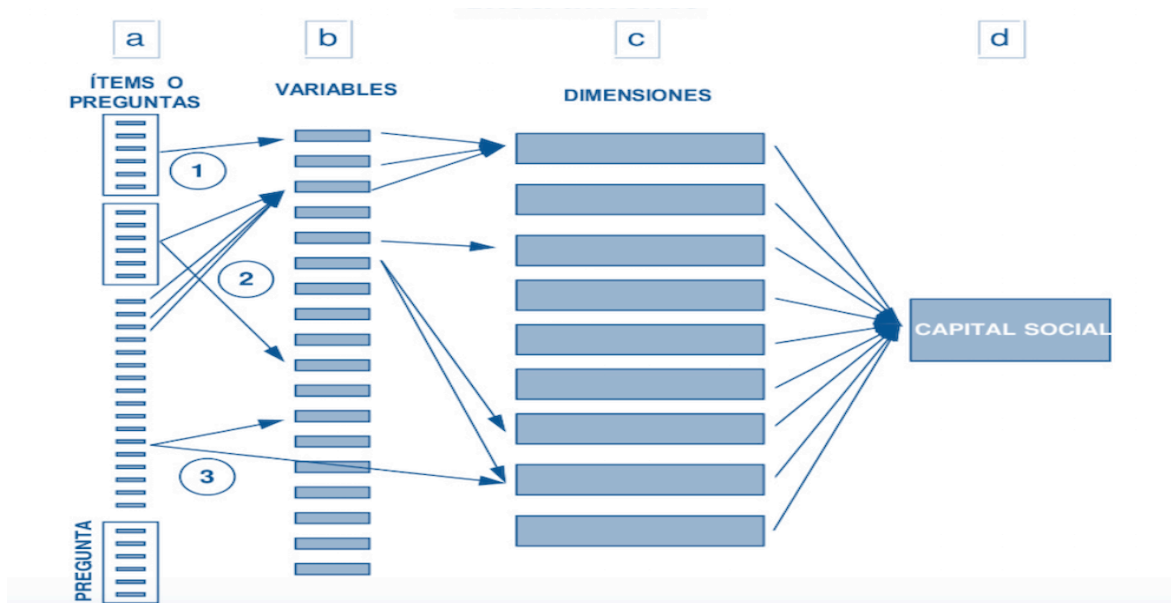 a
b
c
d
ÍTEMS O
PREGUNTAS
VARIABLES
DIMENSIONES
1
2
3
CAPITAL SOCIAL
PREGUNTA